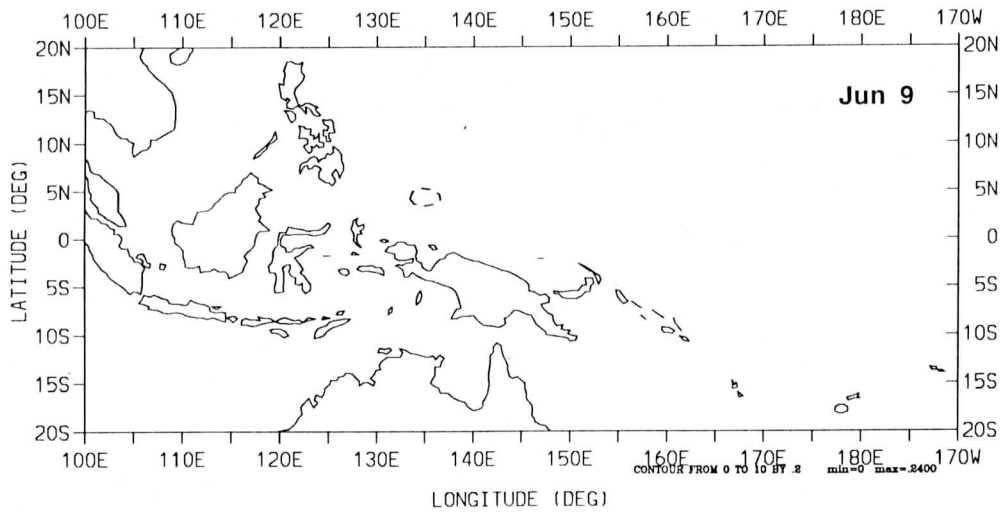 100E 110E 120E 130E 140E 150E 160E 170E 180E 170W
20N 20N
Jun 9
15N 15N
10N 10N
5N 5N
0 0
5S 5S
10S 10S
15S 15S
20S 20S
LATITUDE (DEG)
100E 110E 120E 130E 140E 150E 160E 170E 180E 170W
CONTOUR FROM 0 TO 10 BY .2 min=0 max=.2400
LONGITUDE (DEG)